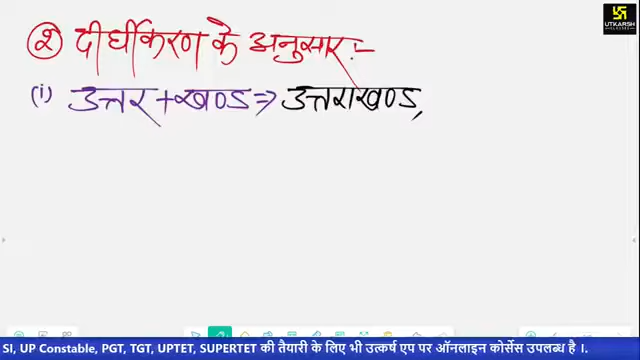 UTKARSH
CLASSES
② दीर्घीकरण के अनुसार :-
(i) उत्तर + खण्ड ⇒ उत्तराखण्ड,
SI, UP Constable, PGT, TGT, UPTET, SUPERTET की तैयारी के लिए भी उत्कर्ष एप पर ऑनलाइन कोर्सेस उपलब्ध है ।